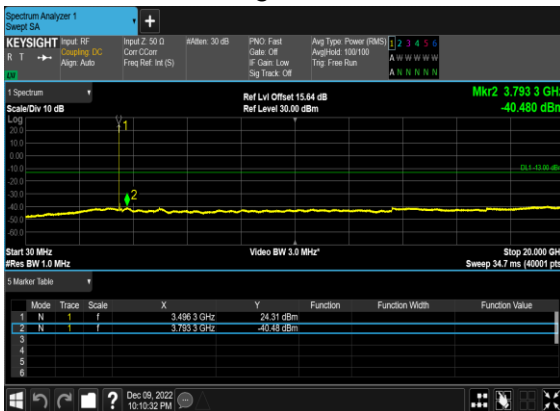 Spectrum Analyzer 1
Swept SA
+
KEYSIGHT Input: RF Input Z: 50 Ω #Atten: 30 dB PNO: Fast Avg Type: Power (RMS) 1 2 3 4 5 6
R T Coupling: DC Corr CCorr Gate: Off Avg|Hold: 100/100 A W W W W W
Align: Auto Freq Ref: Int (S) IF Gain: Low Trig: Free Run
Sig Track: Off A N N N N N
1 Spectrum Ref Lvl Offset 15.64 dB Mkr2 3.793 3 GHz
Scale/Div 10 dB Ref Level 30.00 dBm -40.480 dBm
Log
1
20.0
10.0
0.00
-10.0 DL1 -13.00 dBm
-20.0
-30.0
2
-40.0
-50.0
-60.0
Start 30 MHz Video BW 3.0 MHz* Stop 20.000 GH
#Res BW 1.0 MHz Sweep 34.7 ms (40001 pts
5 Marker Table
Mode Trace Scale X Y Function Function Width Function Value
1 N 1 f 3.496 3 GHz 24.31 dBm
2 N 1 f 3.793 3 GHz -40.48 dBm
3
4
5
6
? Dec 09, 2022
10:10:32 PM